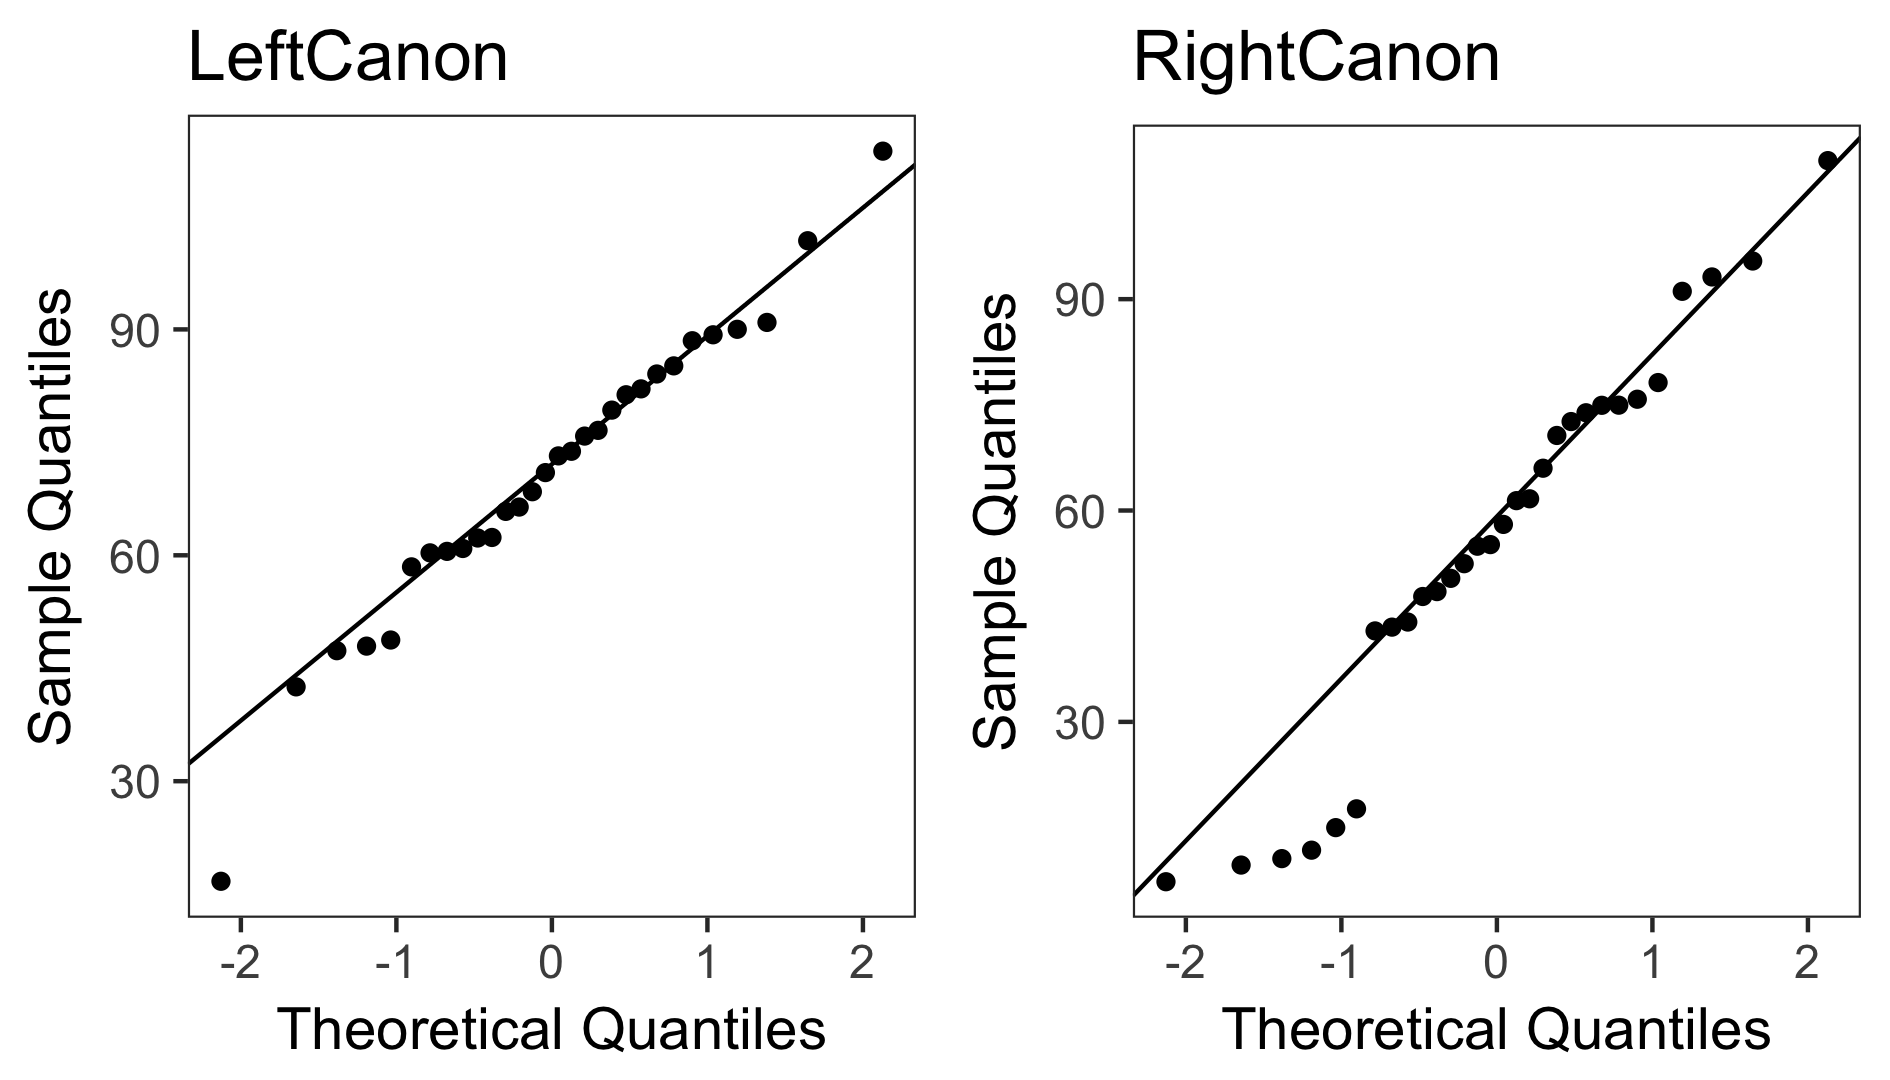 LeftCanon
Sample Quantiles
90
60
30
-2 -1 0 1 2
Theoretical Quantiles
RightCanon
Sample Quantiles
90
60
30
-2 -1 0 1 2
Theoretical Quantiles